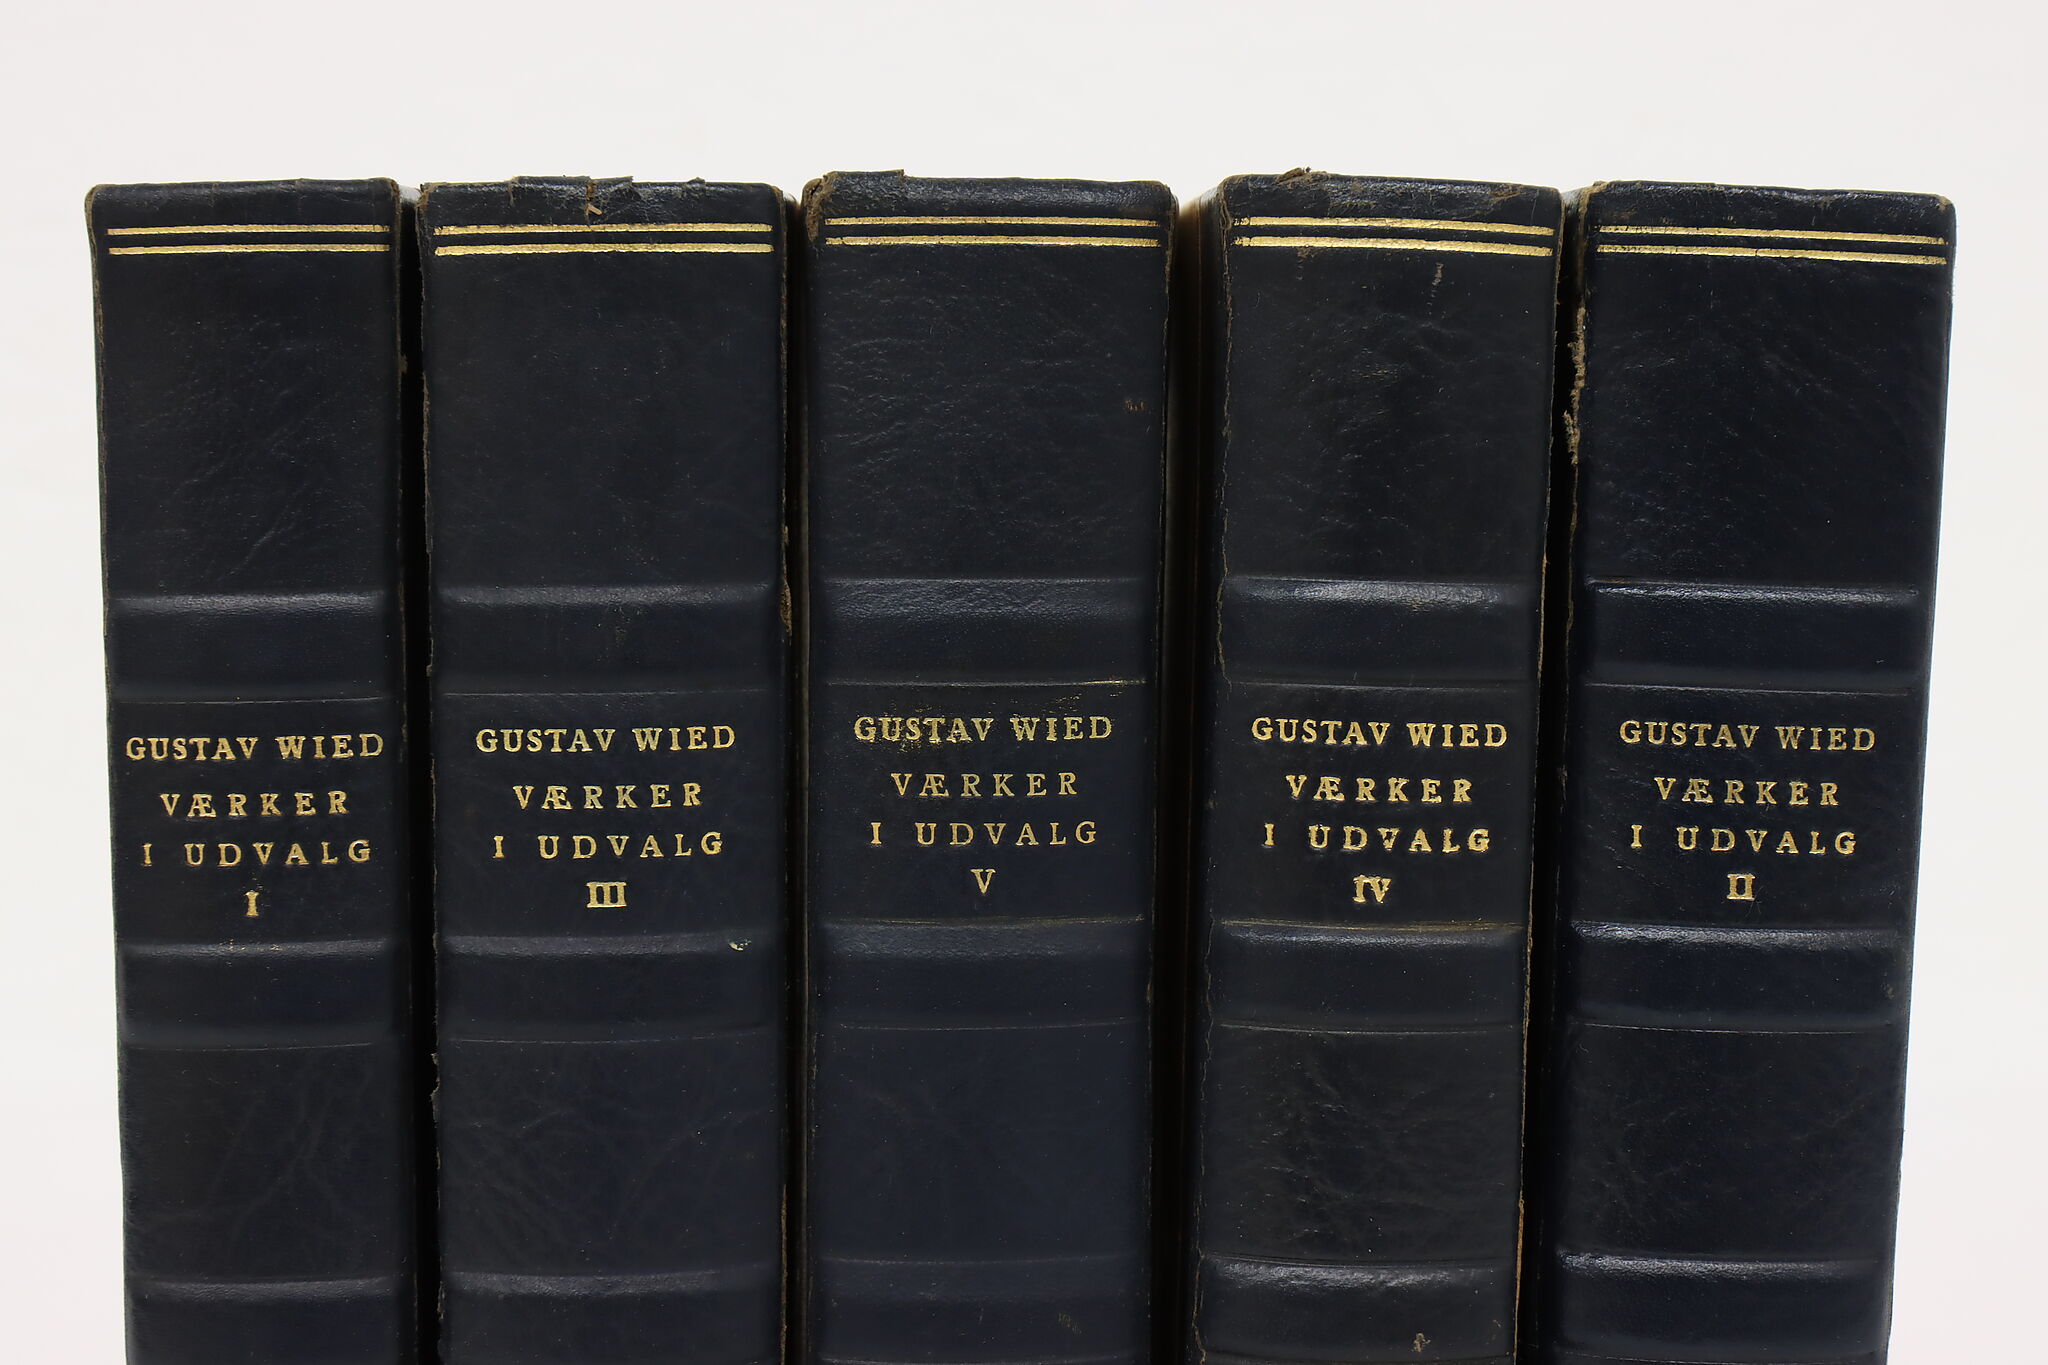 GUSTAV WIED
VÆRKER
I UDVALG
I
GUSTAV WIED
VÆRKER
I UDVALG
III
GUSTAV WIED
VÆRKER
I UDVALG
V
GUSTAV WIED
VÆRKER
I UDVALG
IV
GUSTAV WIED
VÆRKER
I UDVALG
II